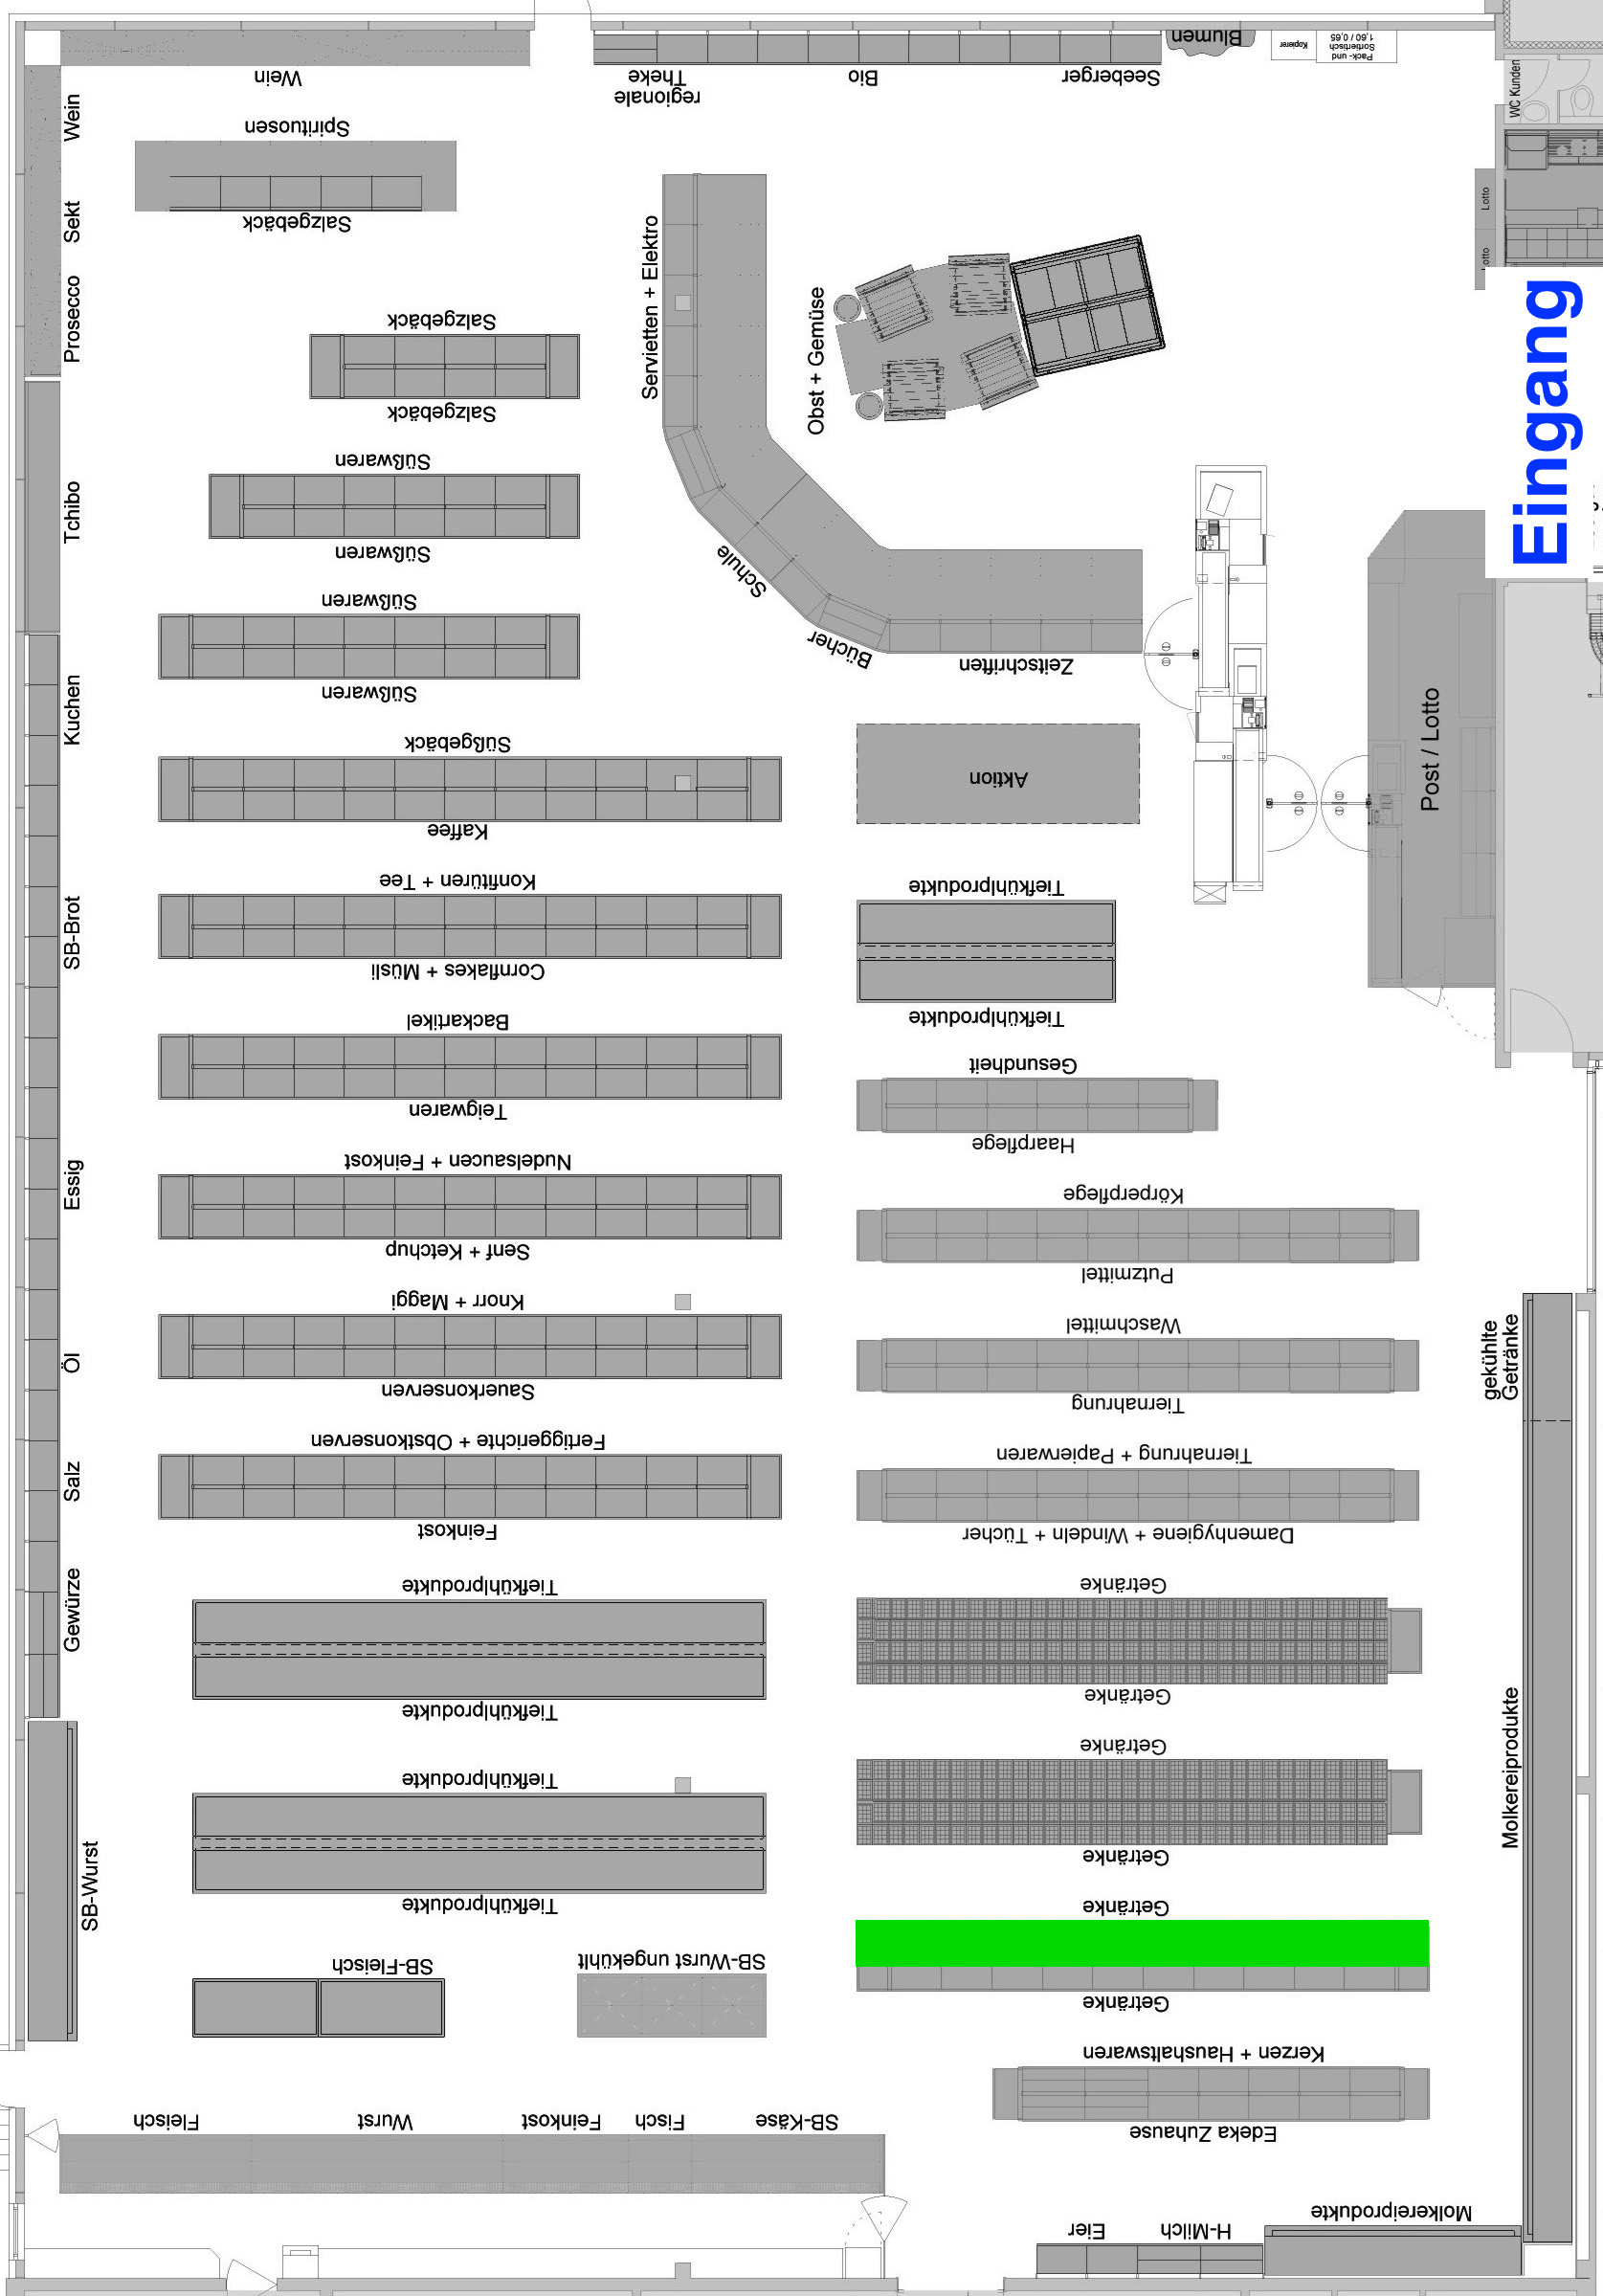 Blumen
Kopierer
Pack- und
Sortiertisch
1,60 / 0,65
Wein
regionale
Theke
Bio
Seeberger
WC Kunden
Wein
Spirituosen
Salzgebäck
Sekt
Lotto
Lotto
Servietten + Elektro
Prosecco
Salzgebäck
Salzgebäck
Obst + Gemüse
Eingang
Süßwaren
Tchibo
Süßwaren
Schule
Süßwaren
Bücher
Zeitschriften
Süßwaren
Kuchen
Süßgebäck
Aktion
Post / Lotto
Kaffee
Konfitüren + Tee
Tiefkühlprodukte
SB-Brot
Cornflakes + Müsli
Backartikel
Tiefkühlprodukte
Gesundheit
Teigwaren
Haarpflege
Nudelsaucen + Feinkost
Essig
Körperpflege
Senf + Ketchup
Putzmittel
Knorr + Maggi
Waschmittel
gekühlte
Getränke
Öl
Sauerkonserven
Tiernahrung
Fertiggerichte + Obstkonserven
Tiernahrung + Papierwaren
Salz
Feinkost
Damenhygiene + Windeln + Tücher
Gewürze
Tiefkühlprodukte
Getränke
Tiefkühlprodukte
Getränke
Molkereiprodukte
Tiefkühlprodukte
Getränke
SB-Wurst
Getränke
Tiefkühlprodukte
Getränke
SB-Fleisch
SB-Wurst ungekühlt
Getränke
Kerzen + Haushaltswaren
Fleisch
Wurst
Feinkost
Fisch
SB-Käse
Edeka Zuhause
Eier
H-Milch
Molkereiprodukte